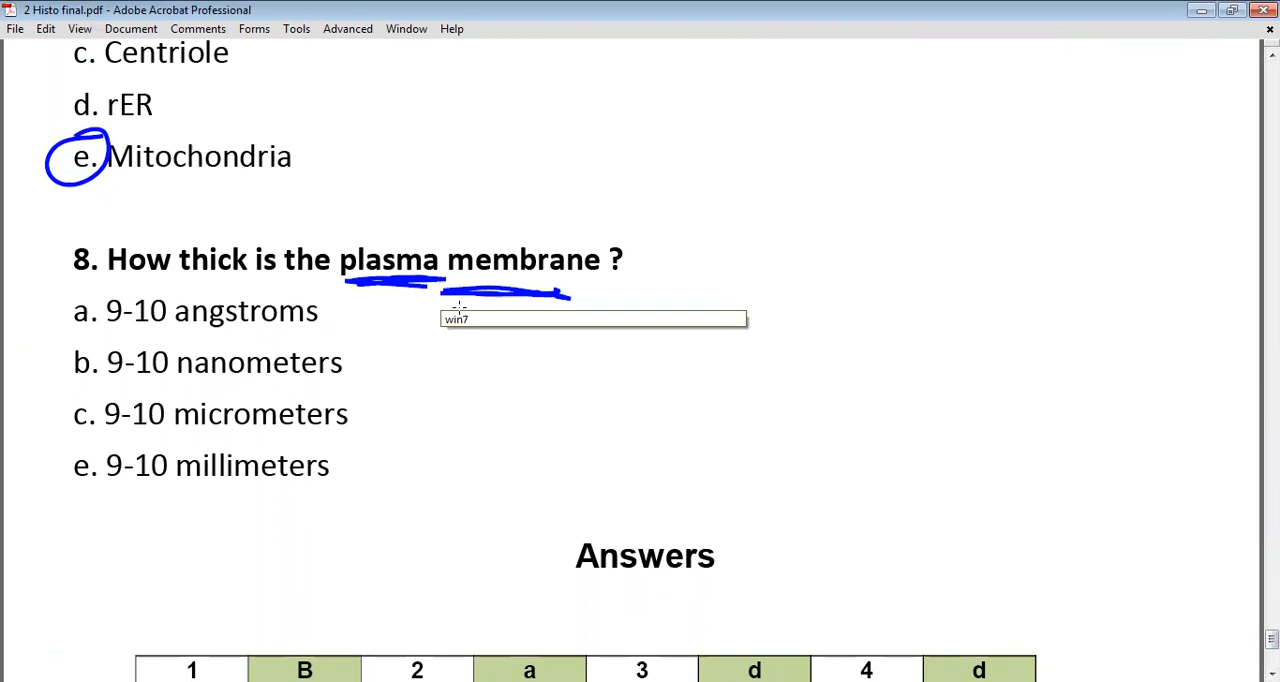 2 Histo final.pdf - Adobe Acrobat Professional
File Edit View Document Comments Forms Tools Advanced Window Help
c. Centriole
d. rER
e. Mitochondria
8. How thick is the plasma membrane ?
a. 9-10 angstroms
win7
b. 9-10 nanometers
c. 9-10 micrometers
e. 9-10 millimeters
Answers
1 B 2 a 3 d 4 d